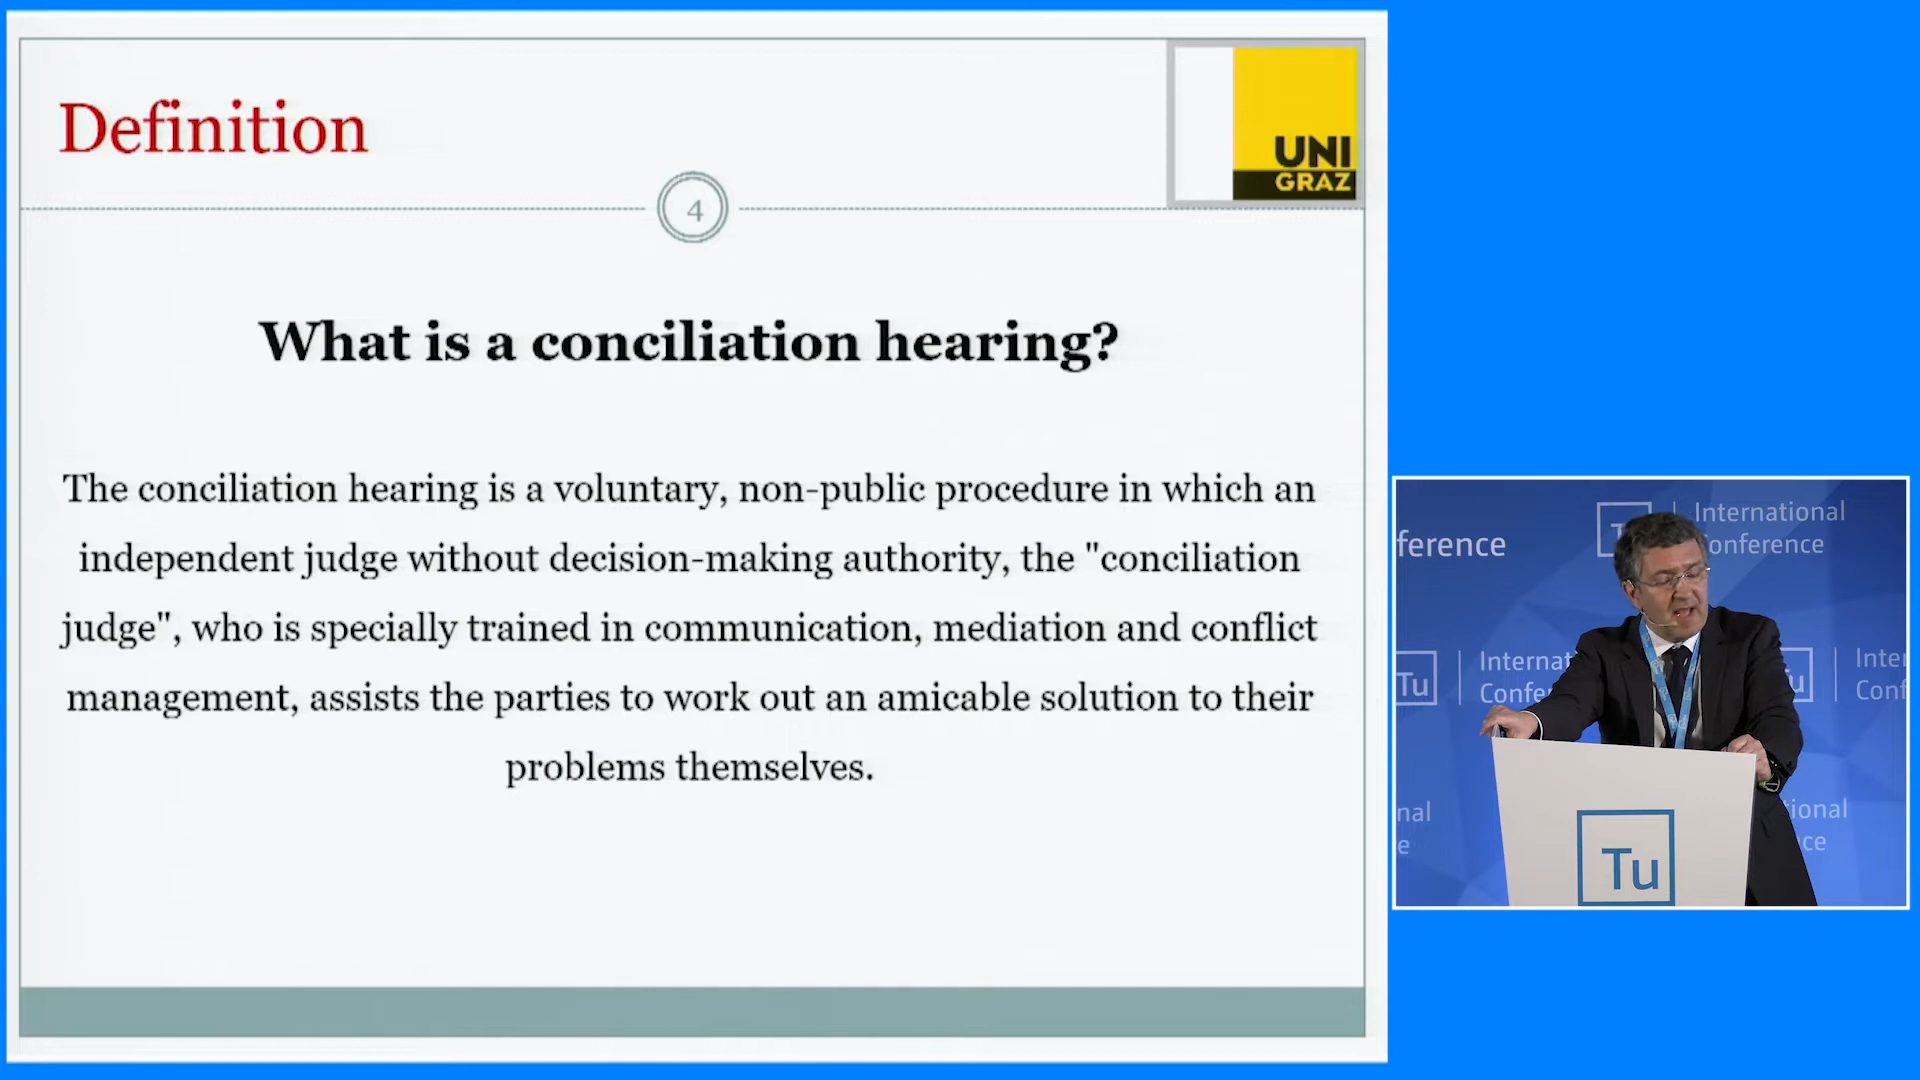 Definition
UNI
GRAZ
4
What is a conciliation hearing?
The conciliation hearing is a voluntary, non-public procedure in which an
independent judge without decision-making authority, the "conciliation
judge", who is specially trained in communication, mediation and conflict
management, assists the parties to work out an amicable solution to their
problems themselves.
ference
International
onference
Tu
Internat
Confe
Inter
Conf
nal
e
tional
ce
Tu